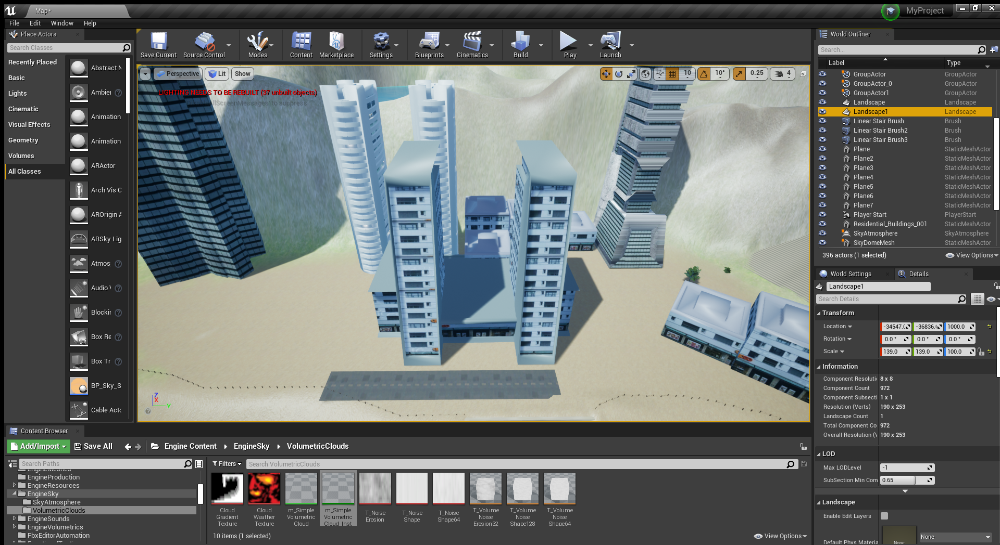 Map*
MyProject
File Edit Window Help
Place Actors
Search Classes
Recently Placed
Basic
Lights
Cinematic
Visual Effects
Geometry
Volumes
All Classes
Abstract N
Ambier
Animation
Animation
ARActor
Arch Vis C
AROrigin A
ARSky Lig
Atmos
Audio V
Blockin
Box Re
Box Tr
BP_Sky_S
Cable Acto
Save Current
Source Control
Modes
Content
Marketplace
Settings
Blueprints
Cinematics
Build
Play
Launch
Perspective Lit Show
10 10° 0.25 4
LIGHTING NEEDS TO BE REBUILT (37 unbuilt objects)
to suppress
Z
X
Y
World Outliner
Search...
Label Type
GroupActor GroupActor
GroupActor_0 GroupActor
GroupActor1 GroupActor
Landscape Landscape
Landscape1 Landscape
Linear Stair Brush Brush
Linear Stair Brush2 Brush
Linear Stair Brush3 Brush
Plane StaticMeshActor
Plane2 StaticMeshActor
Plane3 StaticMeshActor
Plane4 StaticMeshActor
Plane5 StaticMeshActor
Plane6 StaticMeshActor
Plane7 StaticMeshActor
Player Start PlayerStart
Residential_Buildings_001 StaticMeshActor
SkyAtmosphere SkyAtmosphere
SkyDomeMesh StaticMeshActor
396 actors (1 selected) View Options
World Settings Details
Landscape1
Search Details
Transform
Location -34547.( -36836.( 1000.0
Rotation 0.0 ° 0.0 ° 0.0 °
Scale 139.0 139.0 100.0
Information
Component Resoluti 8 x 8
Component Count 972
Component Subsecti 1 x 1
Resolution (Verts) 190 x 253
Landscape Count 1
Total Component Co 972
Overall Resolution (V 190 x 253
LOD
Max LODLevel -1
SubSection Min Com 0.65
Landscape
Enable Edit Layers
Default Phys Materia None
None
Content Browser
Add/Import Save All Engine Content EngineSky VolumetricClouds
Search Paths
EngineMeshes
EngineProduction
EngineResources
EngineSky
SkyAtmosphere
VolumetricClouds
EngineSounds
EngineVolumetrics
FbxEditorAutomation
Filters Search VolumetricClouds
Cloud Gradient Texture
Cloud Weather Texture
m_Simple Volumetric Cloud
m_Simple Volumetric Cloud_Inst
T_Noise Erosion
T_Noise Shape
T_Noise Shape64
T_Volume Noise Erosion32
T_Volume Noise Shape128
T_Volume Noise Shape64
10 items (1 selected) View Options